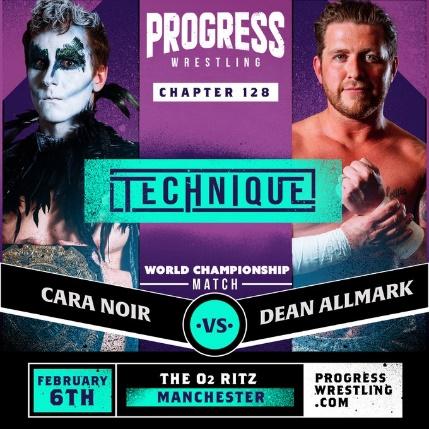 PROGRESS
WRESTLING
CHAPTER 128
TECHNIQUE
WORLD CHAMPIONSHIP
MATCH
CARA NOIR
·VS·
DEAN ALLMARK
FEBRUARY
6TH
THE O2 RITZ
MANCHESTER
PROGRESS
WRESTLING
.COM